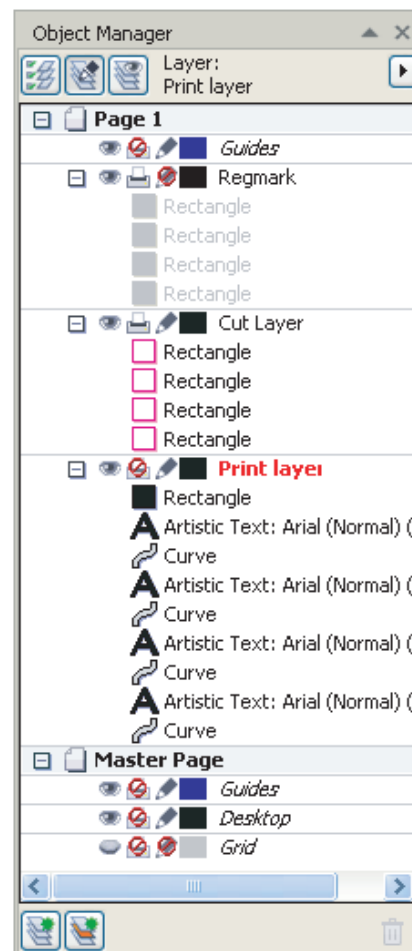 Object Manager
Layer:
Print layer
Page 1
Guides
Regmark
Rectangle
Rectangle
Rectangle
Rectangle
Cut Layer
Rectangle
Rectangle
Rectangle
Rectangle
Print layer
Rectangle
Artistic Text: Arial (Normal) (
Curve
Artistic Text: Arial (Normal) (
Curve
Artistic Text: Arial (Normal) (
Curve
Artistic Text: Arial (Normal) (
Curve
Master Page
Guides
Desktop
Grid